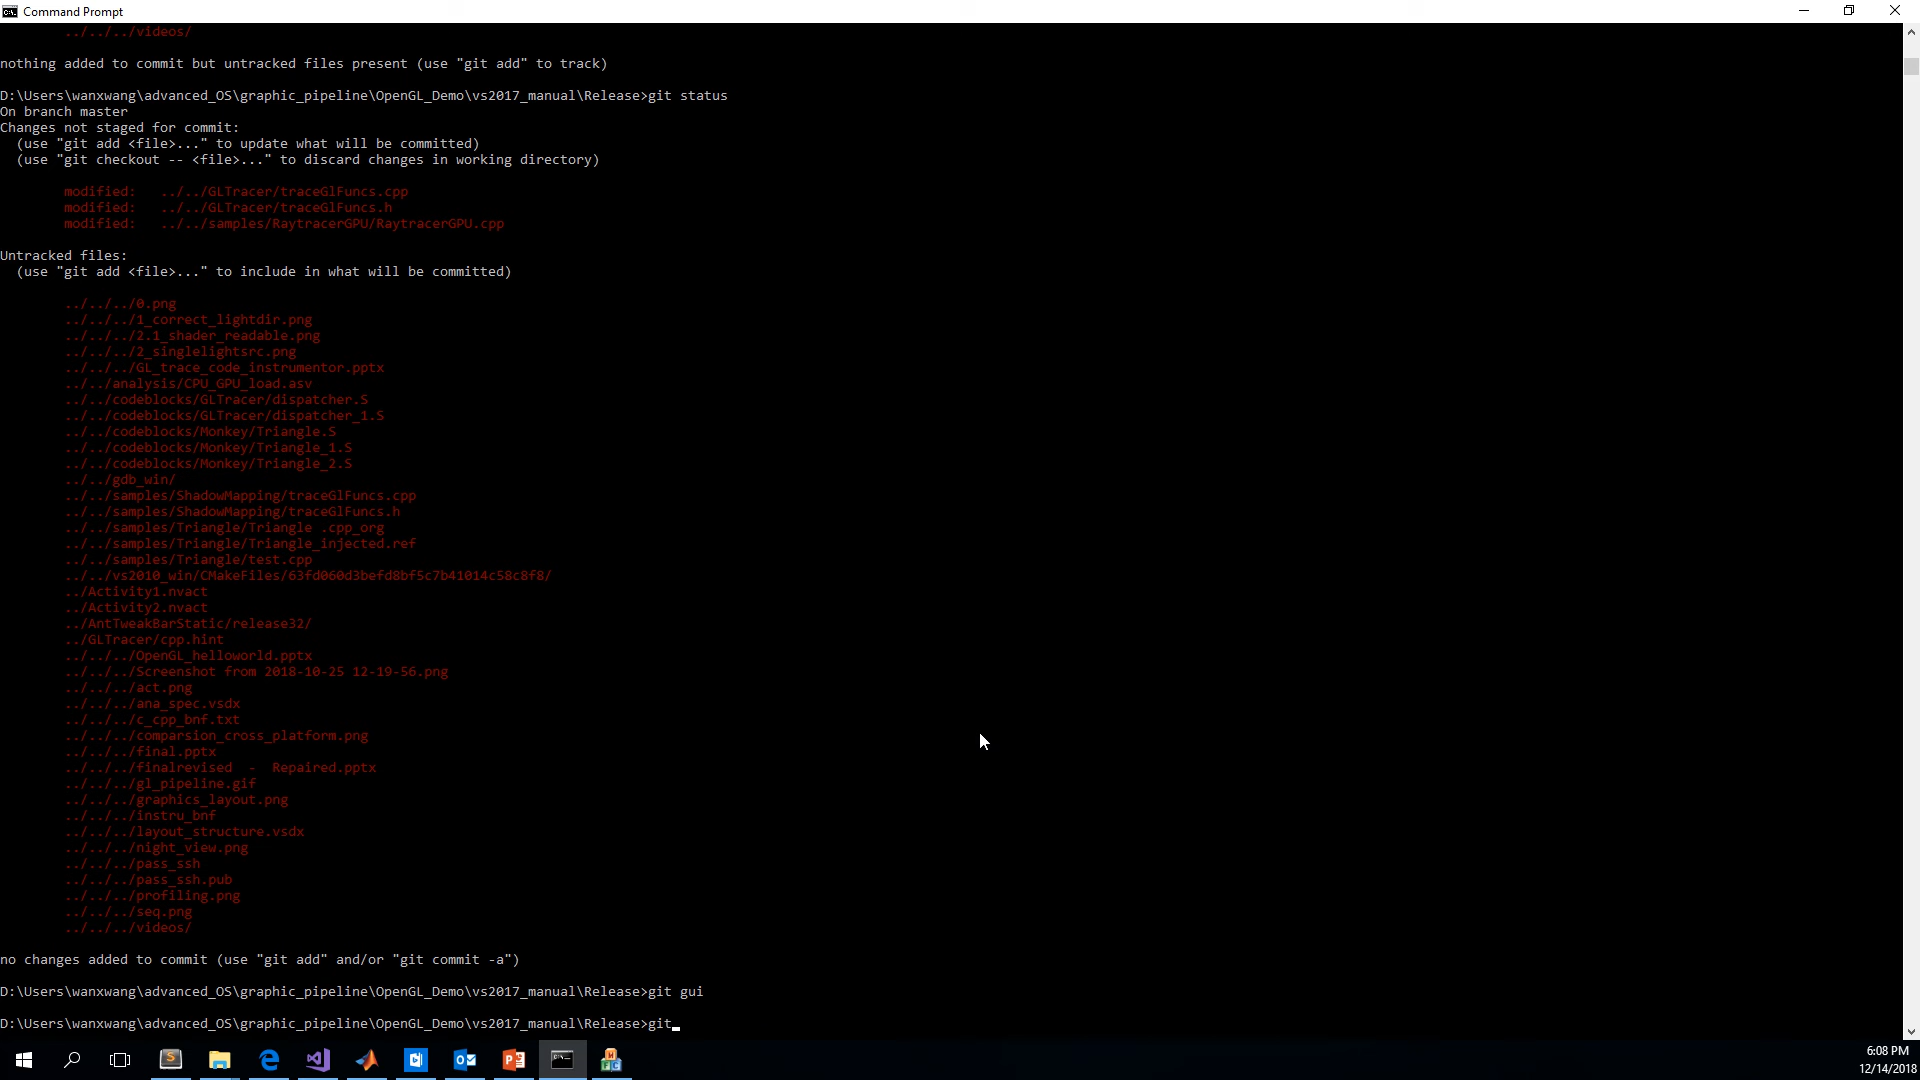 Command Prompt
../../../videos/
nothing added to commit but untracked files present (use "git add" to track)
D:\Users\wanxwang\advanced_OS\graphic_pipeline\OpenGL_Demo\vs2017_manual\Release>git status
On branch master
Changes not staged for commit:
(use "git add <file>..." to update what will be committed)
(use "git checkout -- <file>..." to discard changes in working directory)
modified:   ../../GLTracer/traceGlFuncs.cpp
modified:   ../../GLTracer/traceGlFuncs.h
modified:   ../../samples/RaytracerGPU/RaytracerGPU.cpp
Untracked files:
(use "git add <file>..." to include in what will be committed)
../../../0.png
../../../1_correct_lightdir.png
../../../2.1_shader_readable.png
../../../2_singlelightsrc.png
../../../GL_trace_code_instrumentor.pptx
../../analysis/CPU_GPU_load.asv
../../codeblocks/GLTracer/dispatcher.S
../../codeblocks/GLTracer/dispatcher_1.S
../../codeblocks/Monkey/Triangle.S
../../codeblocks/Monkey/Triangle_1.S
../../codeblocks/Monkey/Triangle_2.S
../../gdb_win/
../../samples/ShadowMapping/traceGlFuncs.cpp
../../samples/ShadowMapping/traceGlFuncs.h
../../samples/Triangle/Triangle .cpp_org
../../samples/Triangle/Triangle_injected.ref
../../samples/Triangle/test.cpp
../../vs2010_win/CMakeFiles/63fd060d3befd8bf5c7b41014c58c8f8/
../Activity1.nvact
../Activity2.nvact
../AntTweakBarStatic/release32/
../GLTracer/cpp.hint
../../../OpenGL_helloworld.pptx
../../../Screenshot from 2018-10-25 12-19-56.png
../../../act.png
../../../ana_spec.vsdx
../../../c_cpp_bnf.txt
../../../comparsion_cross_platform.png
../../../final.pptx
../../../finalrevised  -  Repaired.pptx
../../../gl_pipeline.gif
../../../graphics_layout.png
../../../instru_bnf
../../../layout_structure.vsdx
../../../night_view.png
../../../pass_ssh
../../../pass_ssh.pub
../../../profiling.png
../../../seq.png
../../../videos/
no changes added to commit (use "git add" and/or "git commit -a")
D:\Users\wanxwang\advanced_OS\graphic_pipeline\OpenGL_Demo\vs2017_manual\Release>git gui
D:\Users\wanxwang\advanced_OS\graphic_pipeline\OpenGL_Demo\vs2017_manual\Release>git_
6:08 PM
12/14/2018